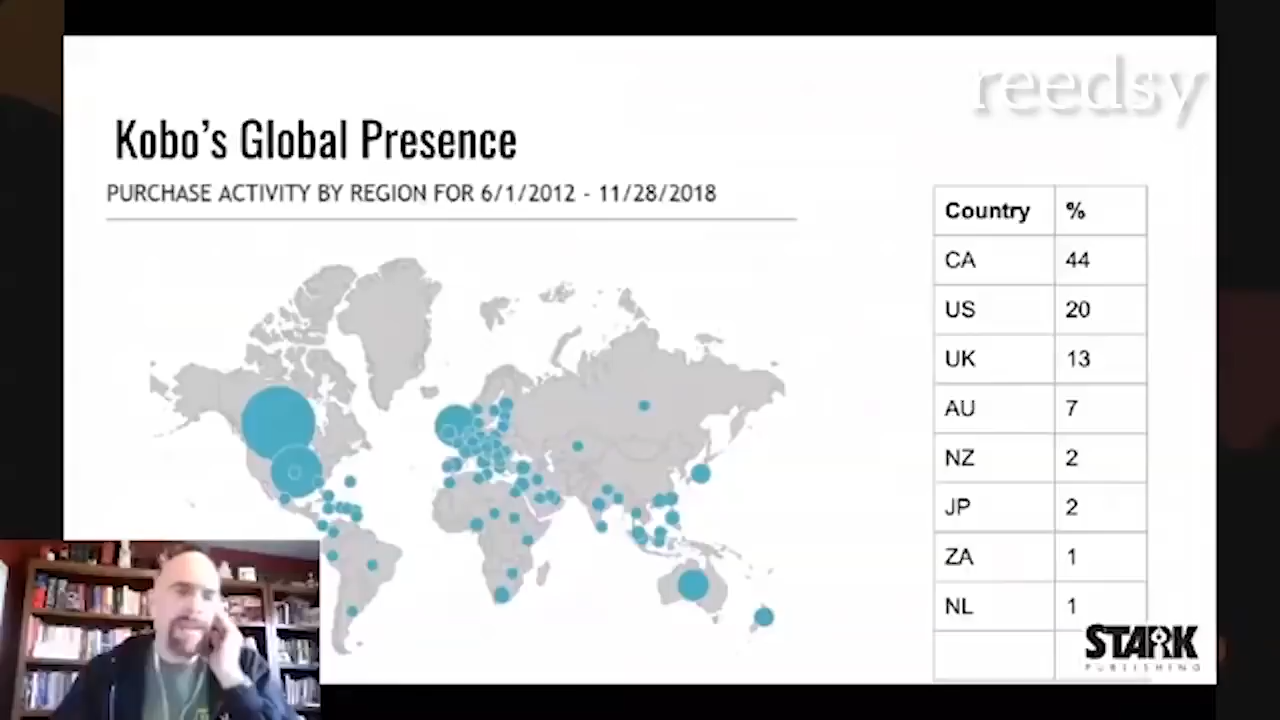 reedsy
Kobo's Global Presence
PURCHASE ACTIVITY BY REGION FOR 6/1/2012 - 11/28/2018
Country %
CA 44
US 20
UK 13
AU 7
NZ 2
JP 2
ZA 1
NL 1
STARK
PUBLISHING